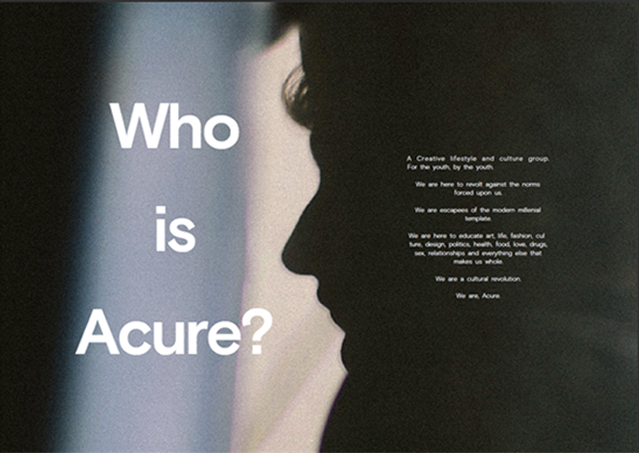 Who
is
Acure?
A Creative lifestyle and culture group.
For the youth, by the youth.
We are here to revolt against the norms
forced upon us.
We are escapees of the modern millenial
template.
We are here to educate art, life, fashion, cul
ture, design, politics, health, food, love, drugs,
sex, relationships and everything else that
makes us whole.
We are a cultural revolution.
We are, Acure